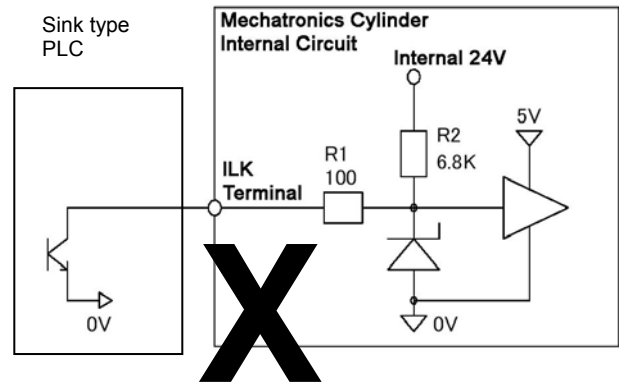 Sink type
PLC
Mechatronics Cylinder
Internal Circuit
Internal 24V
5V
R2
6.8K
R1
100
ILK
Terminal
0V
0V
X